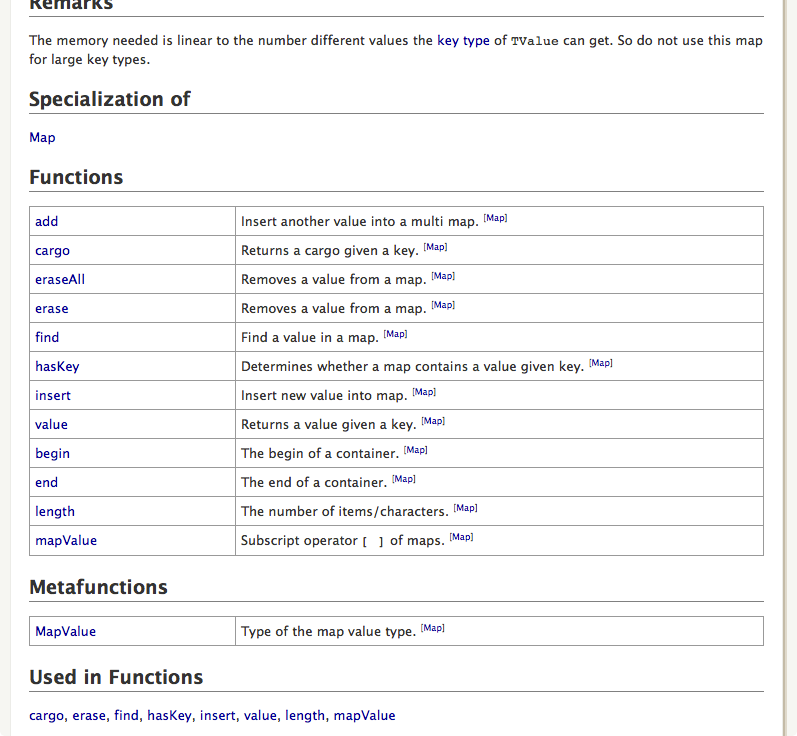 Remarks
The memory needed is linear to the number different values the key type of TValue can get. So do not use this map
for large key types.
Specialization of
Map
Functions
add Insert another value into a multi map. [Map]
cargo Returns a cargo given a key. [Map]
eraseAll Removes a value from a map. [Map]
erase Removes a value from a map. [Map]
find Find a value in a map. [Map]
hasKey Determines whether a map contains a value given key. [Map]
insert Insert new value into map. [Map]
value Returns a value given a key. [Map]
begin The begin of a container. [Map]
end The end of a container. [Map]
length The number of items/characters. [Map]
mapValue Subscript operator [ ] of maps. [Map]
Metafunctions
MapValue Type of the map value type. [Map]
Used in Functions
cargo, erase, find, hasKey, insert, value, length, mapValue